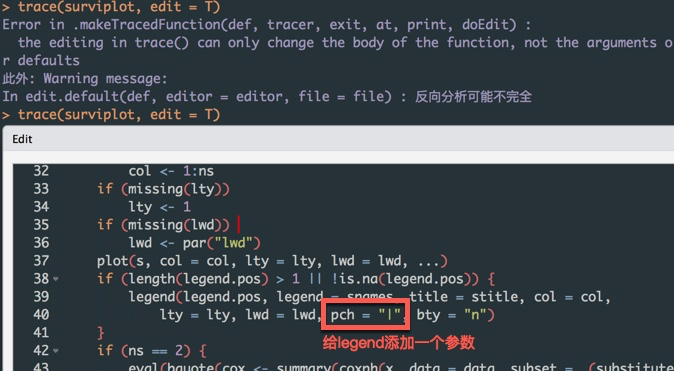 > trace(surviplot, edit = T)
Error in .makeTracedFunction(def, tracer, exit, at, print, doEdit) :
the editing in trace() can only change the body of the function, not the arguments o
r defaults
此外: Warning message:
In edit.default(def, editor = editor, file = file) : 反向分析可能不完全
> trace(surviplot, edit = T)
Edit
32 col <- 1:ns
33 if (missing(lty))
34 lty <- 1
35 if (missing(lwd))
36 lwd <- par("lwd")
37 plot(s, col = col, lty = lty, lwd = lwd, ...)
38 if (length(legend.pos) > 1 || !is.na(legend.pos)) {
39 legend(legend.pos, legend = snames, title = stitle, col = col,
40 lty = lty, lwd = lwd, pch = "|", bty = "n")
41 }
给legend添加一个参数
42 if (ns == 2) {
43 eval(bquote(cox <- summary(coxph(x, data = data, subset = .(substitute